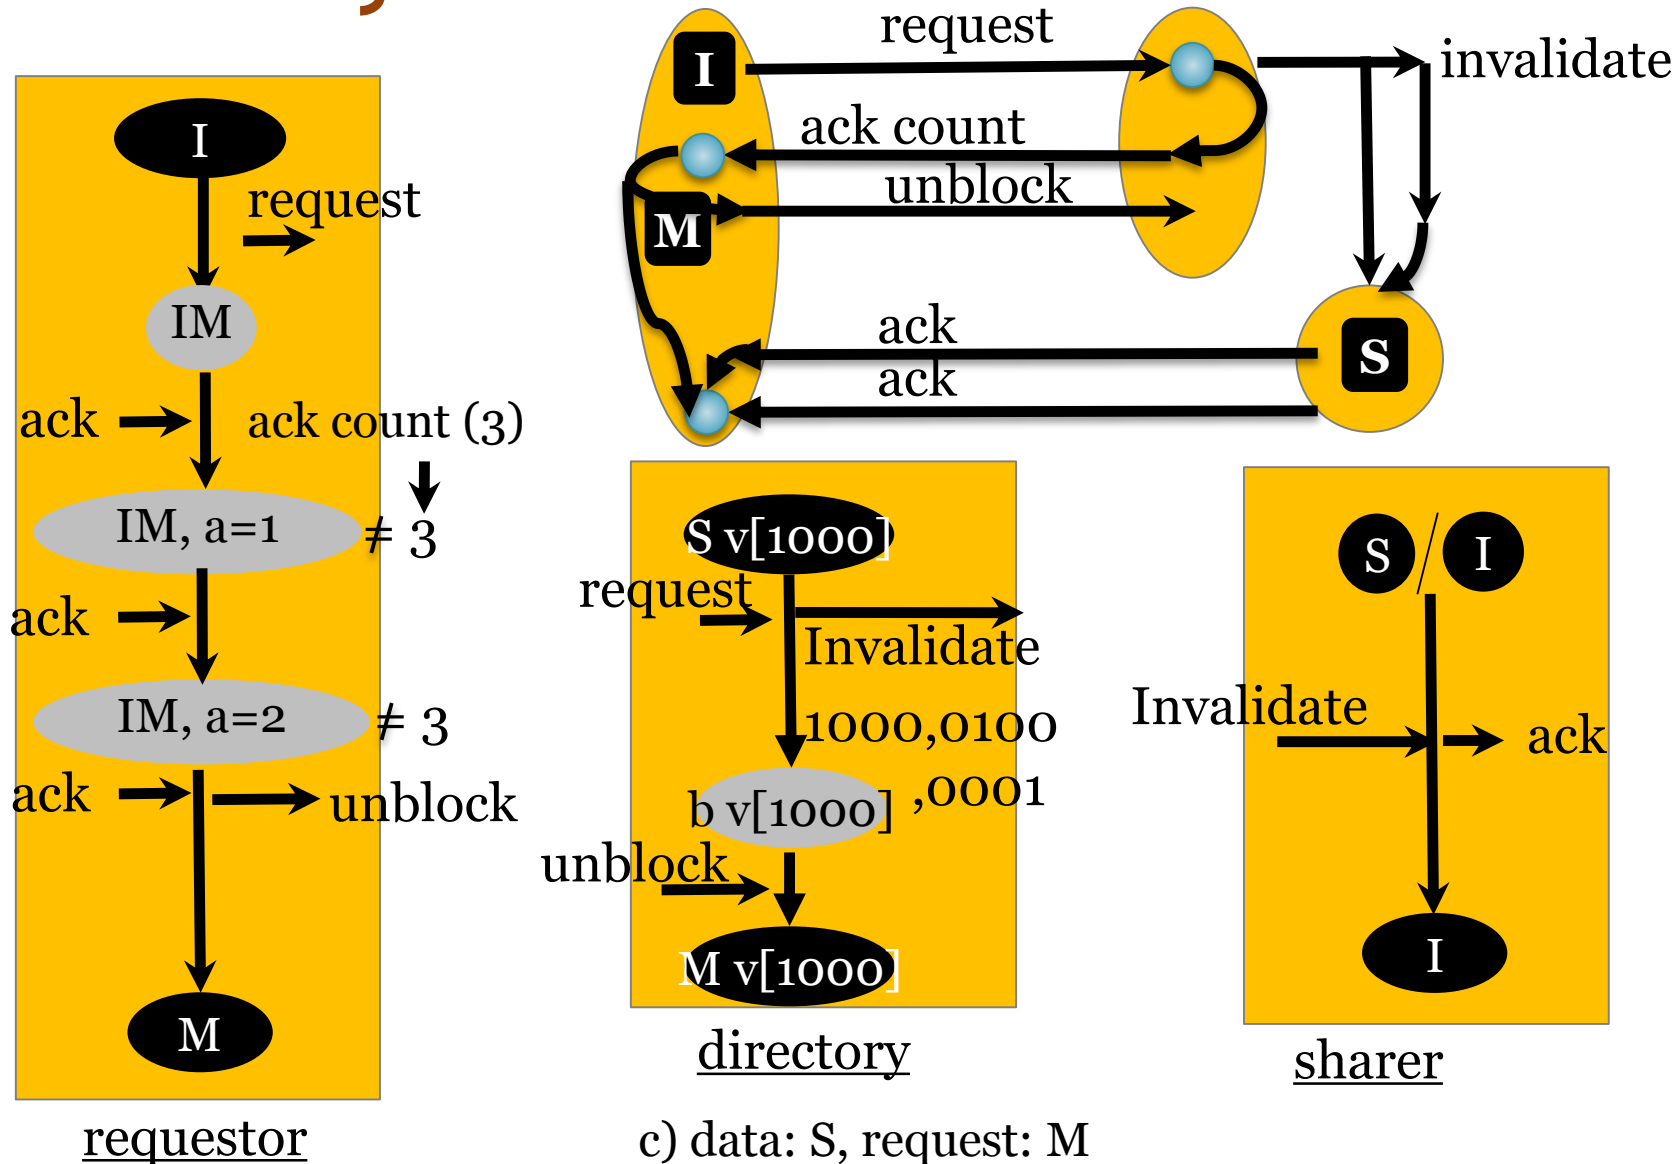 I
request
IM
ack
ack count (3)
IM, a=1
≠ 3
ack
IM, a=2
≠ 3
ack
unblock
M
requestor
I
request
invalidate
ack count
unblock
M
ack
ack
S
S v[1000]
request
Invalidate
1000,0100
,0001
b v[1000]
unblock
M v[1000]
directory
S / I
Invalidate
ack
I
sharer
c) data: S, request: M